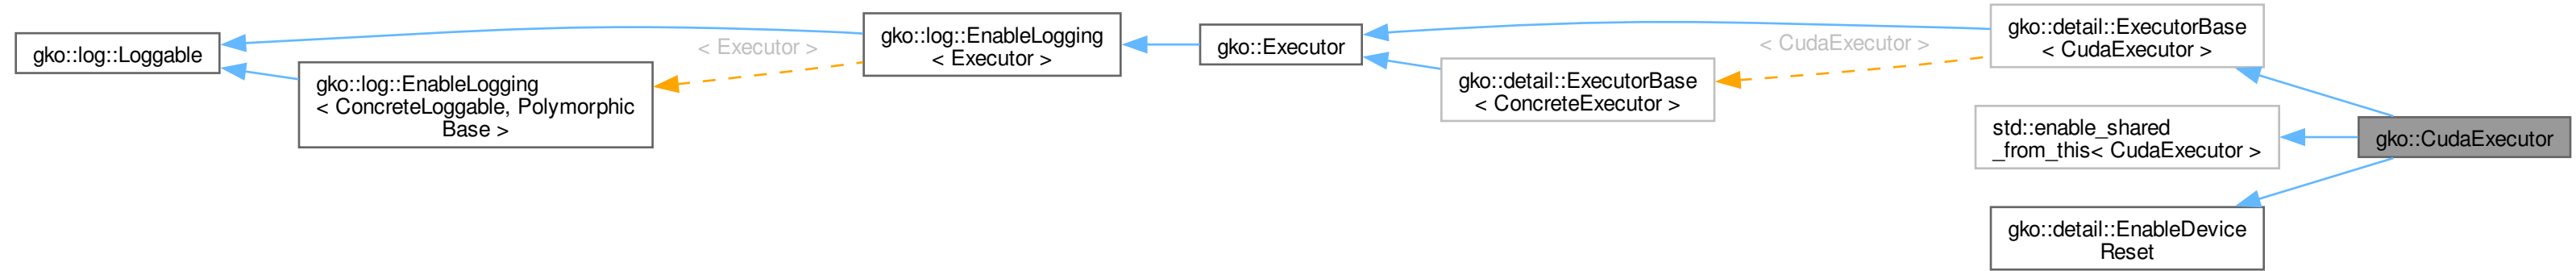 gko::log::Loggable
gko::log::EnableLogging
< ConcreteLoggable, Polymorphic
Base >
< Executor >
gko::log::EnableLogging
< Executor >
gko::Executor
gko::detail::ExecutorBase
< ConcreteExecutor >
< CudaExecutor >
gko::detail::ExecutorBase
< CudaExecutor >
std::enable_shared
_from_this< CudaExecutor >
gko::detail::EnableDevice
Reset
gko::CudaExecutor